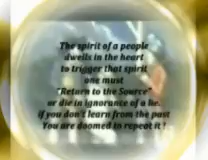 The spirit of a people
dwells in the heart
to trigger that spirit
one must
"Return to the Source"
or die in ignorance of a lie.
if you don't learn from the past
You are doomed to repeat it !